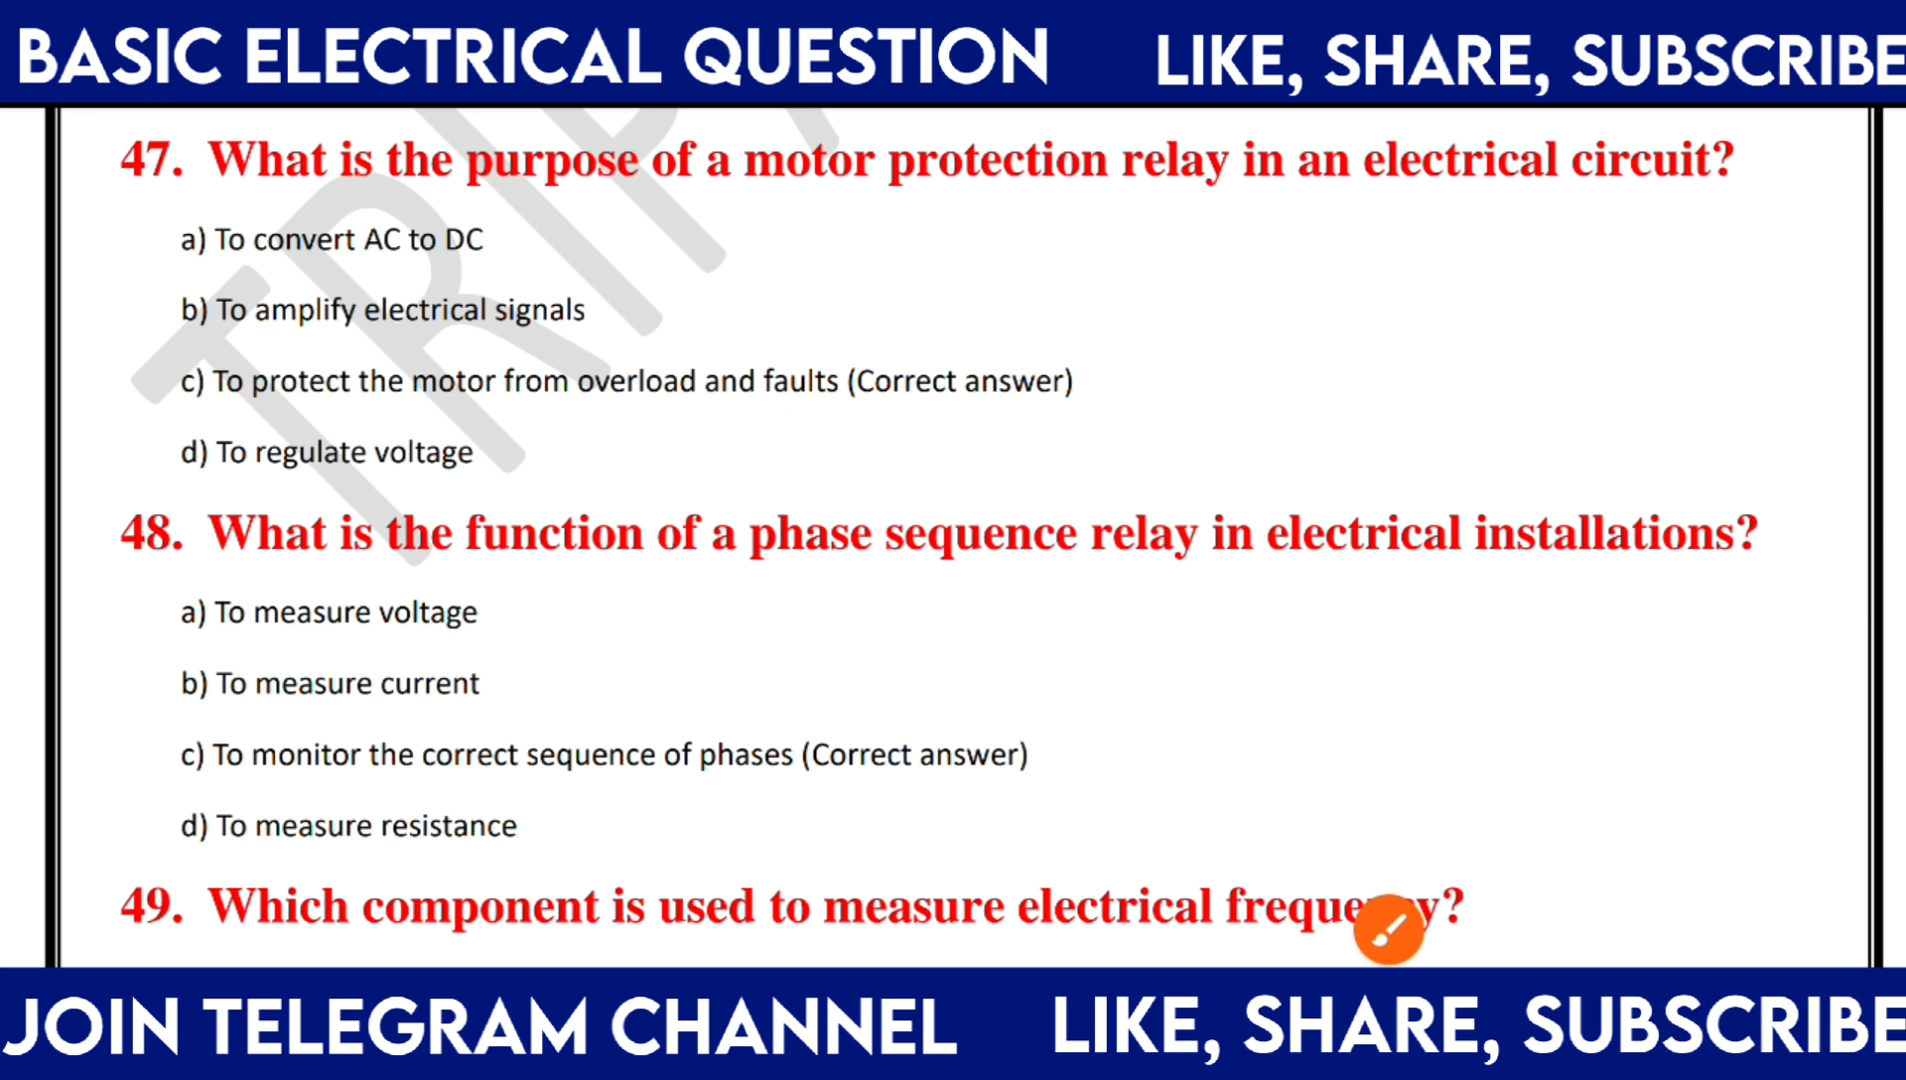 BASIC ELECTRICAL QUESTION LIKE, SHARE, SUBSCRIBE
47. What is the purpose of a motor protection relay in an electrical circuit?
a) To convert AC to DC
b) To amplify electrical signals
c) To protect the motor from overload and faults (Correct answer)
d) To regulate voltage
48. What is the function of a phase sequence relay in electrical installations?
a) To measure voltage
b) To measure current
c) To monitor the correct sequence of phases (Correct answer)
d) To measure resistance
49. Which component is used to measure electrical frequency?
JOIN TELEGRAM CHANNEL LIKE, SHARE, SUBSCRIBE